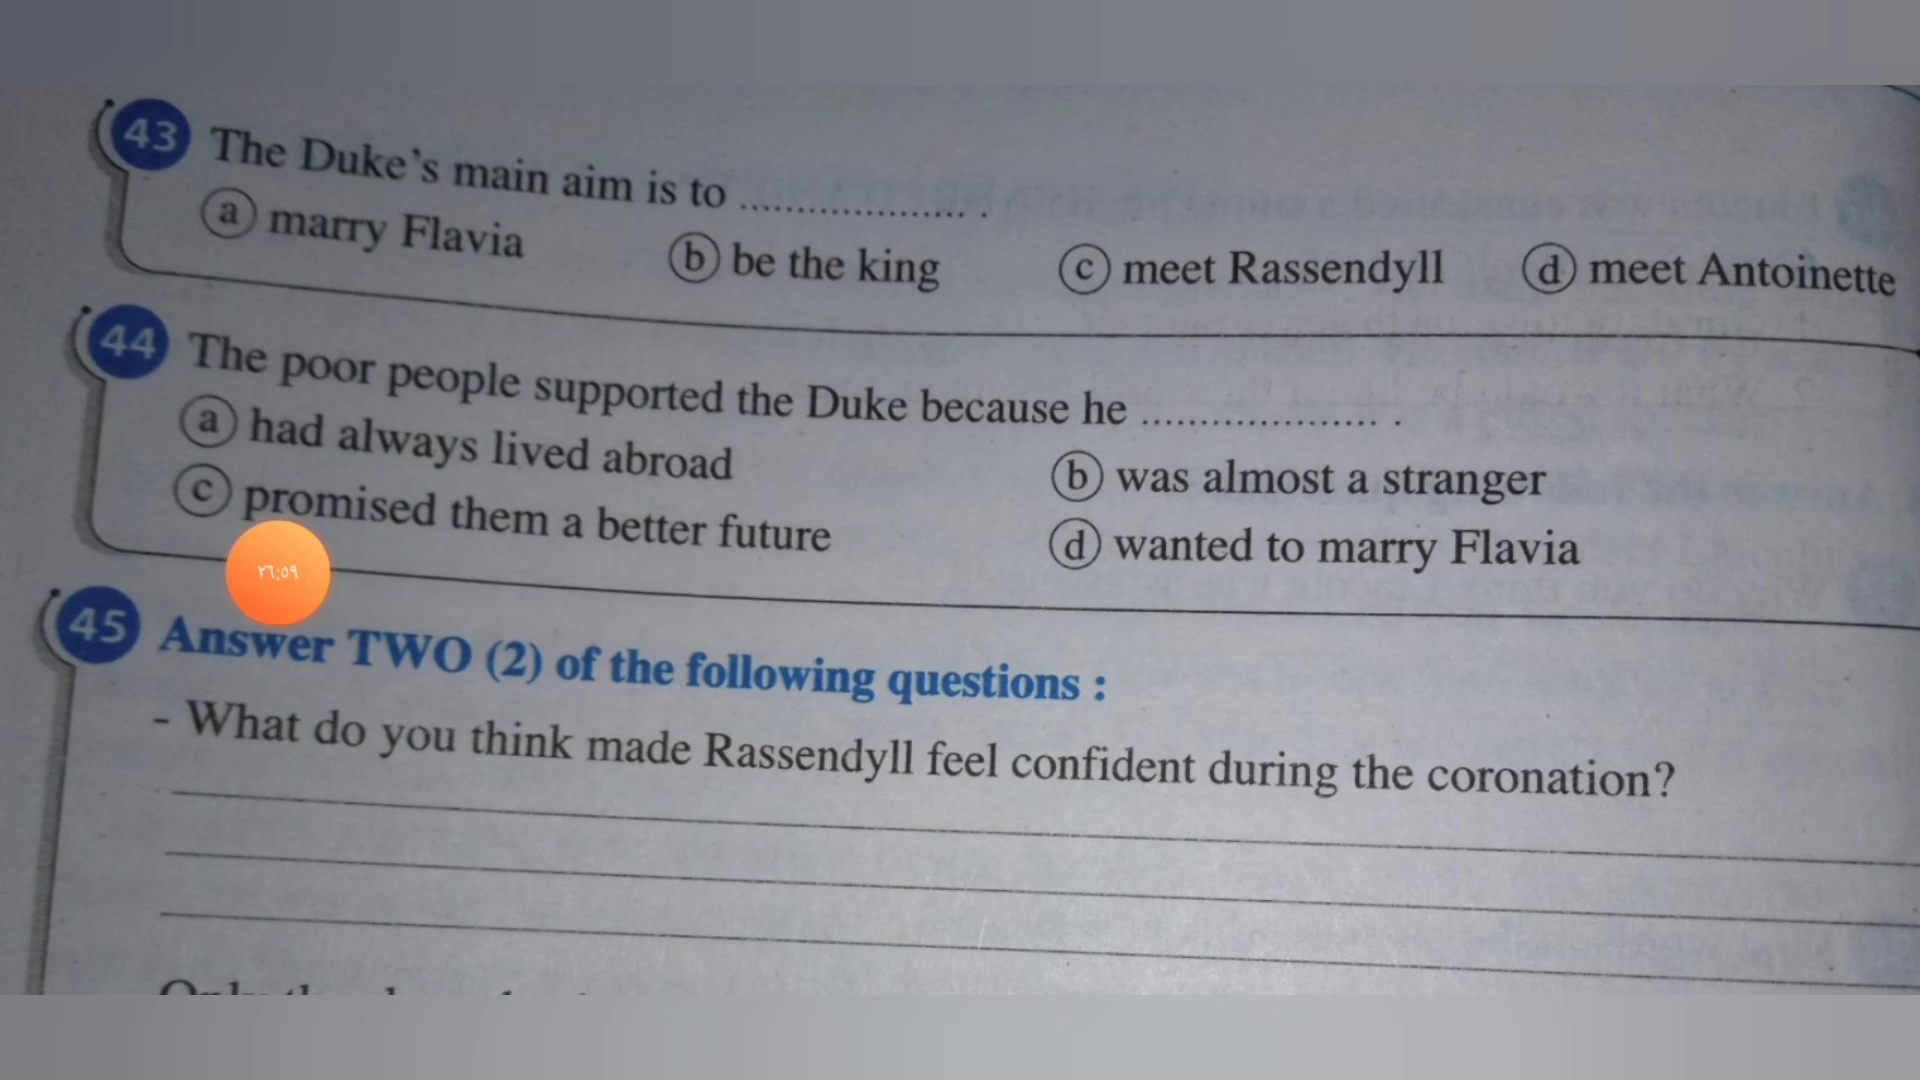 43 The Duke's main aim is to .................... .
a marry Flavia b be the king c meet Rassendyll d meet Antoinette
44 The poor people supported the Duke because he .................... .
a had always lived abroad b was almost a stranger
c promised them a better future d wanted to marry Flavia
٢٦:٥٩
45 Answer TWO (2) of the following questions :
- What do you think made Rassendyll feel confident during the coronation?